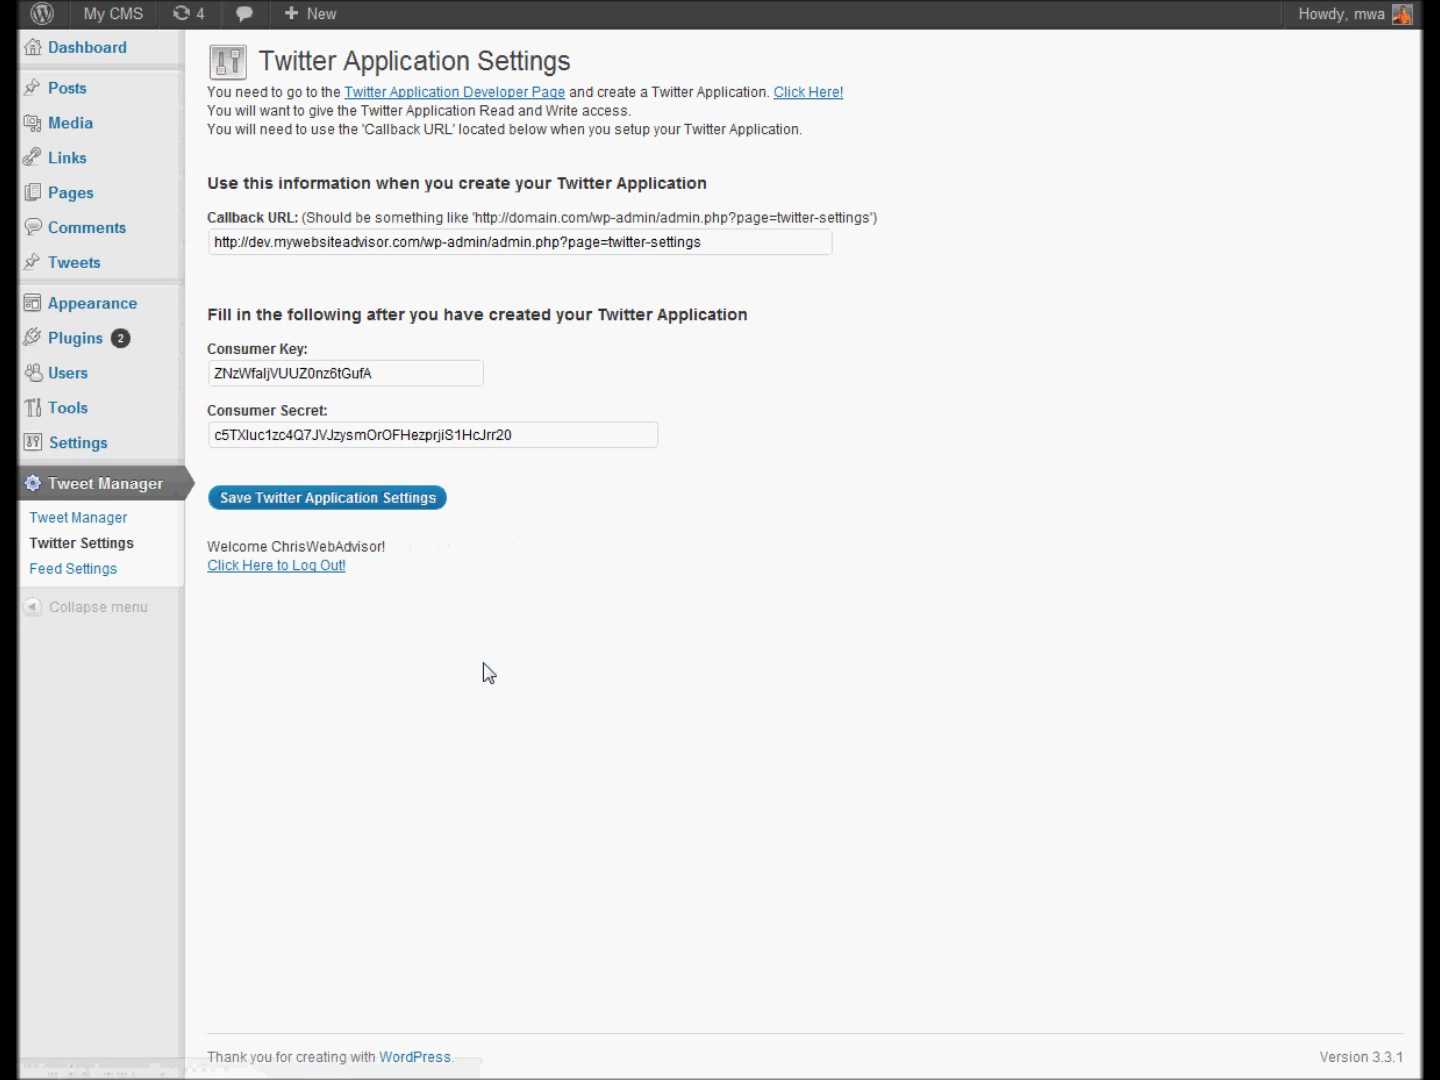 My CMS 4 New Howdy, mwa
Dashboard
Posts
Media
Links
Pages
Comments
Tweets
Appearance
Plugins 2
Users
Tools
Settings
Tweet Manager
Tweet Manager
Twitter Settings
Feed Settings
Collapse menu
Twitter Application Settings
You need to go to the Twitter Application Developer Page and create a Twitter Application. Click Here!
You will want to give the Twitter Application Read and Write access.
You will need to use the 'Callback URL' located below when you setup your Twitter Application.
Use this information when you create your Twitter Application
Callback URL: (Should be something like 'http://domain.com/wp-admin/admin.php?page=twitter-settings')
http://dev.mywebsiteadvisor.com/wp-admin/admin.php?page=twitter-settings
Fill in the following after you have created your Twitter Application
Consumer Key:
Consumer Secret:
Save Twitter Application Settings
Welcome ChrisWebAdvisor!
Click Here to Log Out!
Thank you for creating with WordPress.
Version 3.3.1